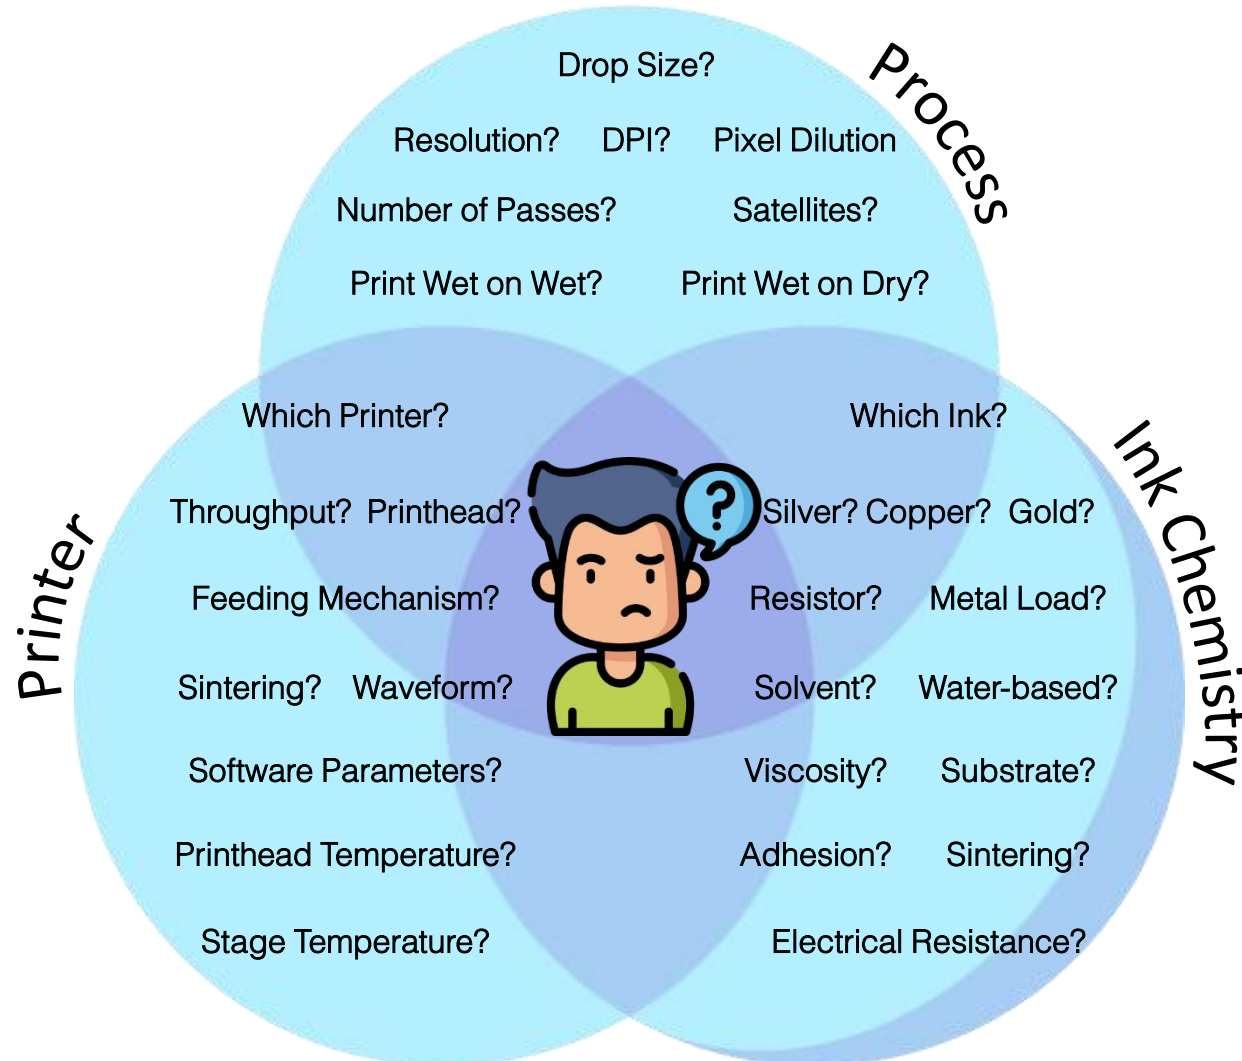 Process
Drop Size?
Resolution? DPI? Pixel Dilution
Number of Passes? Satellites?
Print Wet on Wet? Print Wet on Dry?
Printer
Which Printer?
Throughput? Printhead?
Feeding Mechanism?
Sintering? Waveform?
Software Parameters?
Printhead Temperature?
Stage Temperature?
?
Ink Chemistry
Which Ink?
Silver? Copper? Gold?
Resistor? Metal Load?
Solvent? Water-based?
Viscosity? Substrate?
Adhesion? Sintering?
Electrical Resistance?